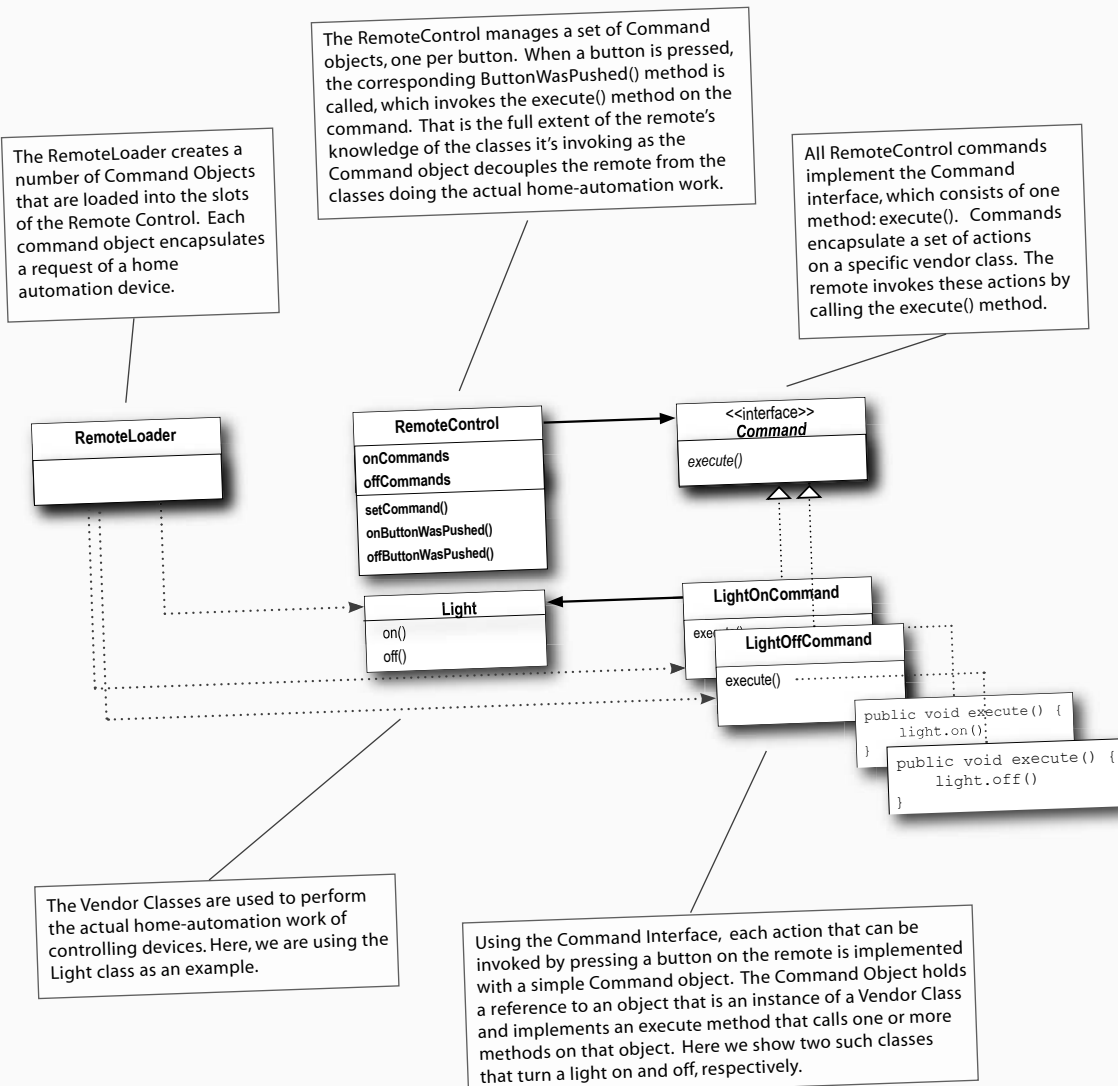 The RemoteControl manages a set of Command
objects, one per button. When a button is pressed,
the corresponding ButtonWasPushed() method is
called, which invokes the execute() method on the
command. That is the full extent of the remote's
knowledge of the classes it's invoking as the
Command object decouples the remote from the
classes doing the actual home-automation work.
The RemoteLoader creates a
number of Command Objects
that are loaded into the slots
of the Remote Control. Each
command object encapsulates
a request of a home
automation device.
All RemoteControl commands
implement the Command
interface, which consists of one
method: execute(). Commands
encapsulate a set of actions
on a specific vendor class. The
remote invokes these actions by
calling the execute() method.
RemoteLoader
RemoteControl
onCommands
offCommands
setCommand()
onButtonWasPushed()
offButtonWasPushed()
<<interface>>
Command
execute()
Light
on()
off()
LightOnCommand
LightOffCommand
execute()
public void execute() {
light.on()
}
public void execute() {
light.off()
}
The Vendor Classes are used to perform
the actual home-automation work of
controlling devices. Here, we are using the
Light class as an example.
Using the Command Interface, each action that can be
invoked by pressing a button on the remote is implemented
with a simple Command object. The Command Object holds
a reference to an object that is an instance of a Vendor Class
and implements an execute method that calls one or more
methods on that object. Here we show two such classes
that turn a light on and off, respectively.